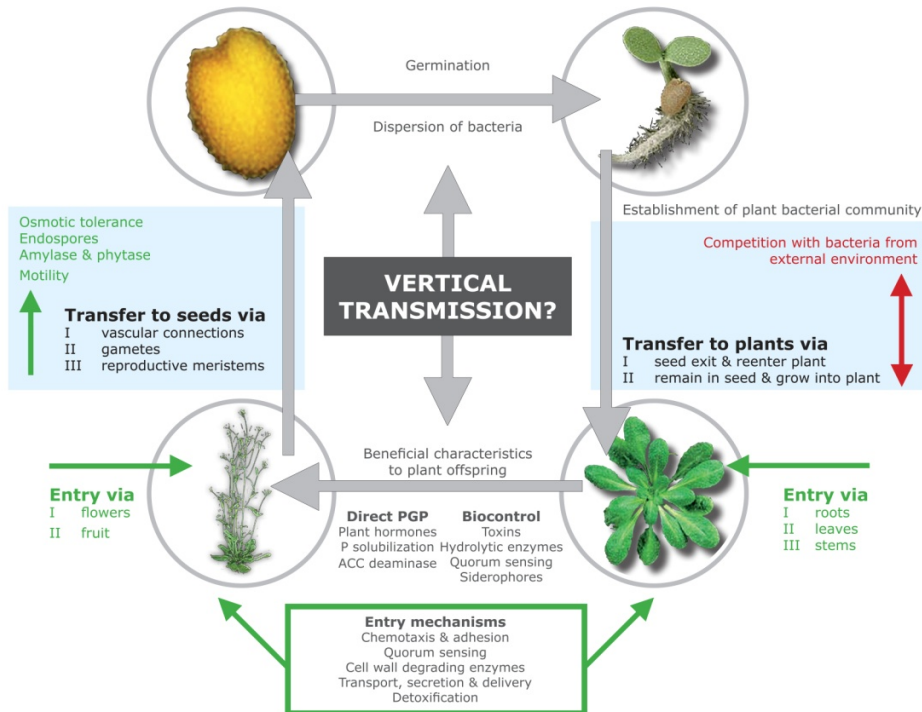 Germination
Dispersion of bacteria
Osmotic tolerance
Endospores
Amylase & phytase
Motility
Transfer to seeds via
I vascular connections
II gametes
III reproductive meristems
VERTICAL
TRANSMISSION?
Establishment of plant bacterial community
Competition with bacteria from
external environment
Transfer to plants via
I seed exit & reenter plant
II remain in seed & grow into plant
Entry via
I flowers
II fruit
Beneficial characteristics
to plant offspring
Direct PGP
Plant hormones
P solubilization
ACC deaminase
Biocontrol
Toxins
Hydrolytic enzymes
Quorum sensing
Siderophores
Entry via
I roots
II leaves
III stems
Entry mechanisms
Chemotaxis & adhesion
Quorum sensing
Cell wall degrading enzymes
Transport, secretion & delivery
Detoxification